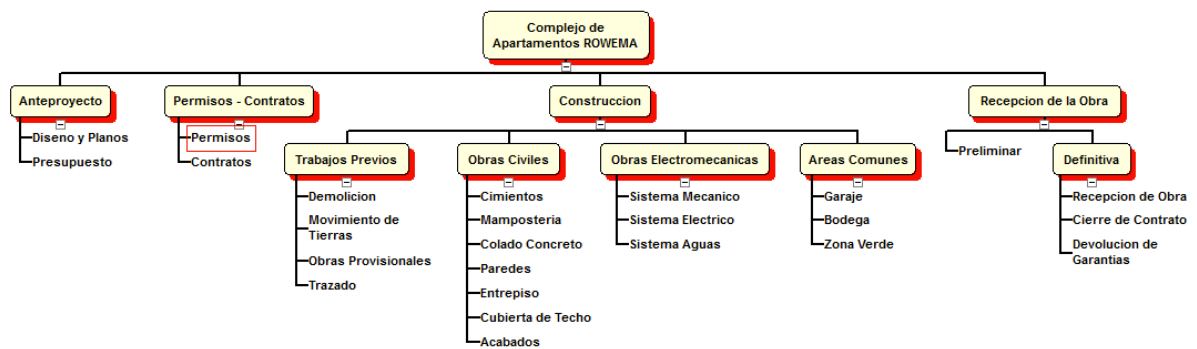 Complejo de
Apartamentos ROWEMA
Anteproyecto
Diseno y Planos
Presupuesto
Permisos - Contratos
Permisos
Contratos
Construccion
Trabajos Previos
Demolicion
Movimiento de
Tierras
Obras Provisionales
Trazado
Obras Civiles
Cimientos
Mamposteria
Colado Concreto
Paredes
Entrepiso
Cubierta de Techo
Acabados
Obras Electromecanicas
Sistema Mecanico
Sistema Electrico
Sistema Aguas
Areas Comunes
Garaje
Bodega
Zona Verde
Recepcion de la Obra
Preliminar
Definitiva
Recepcion de Obra
Cierre de Contrato
Devolucion de
Garantias